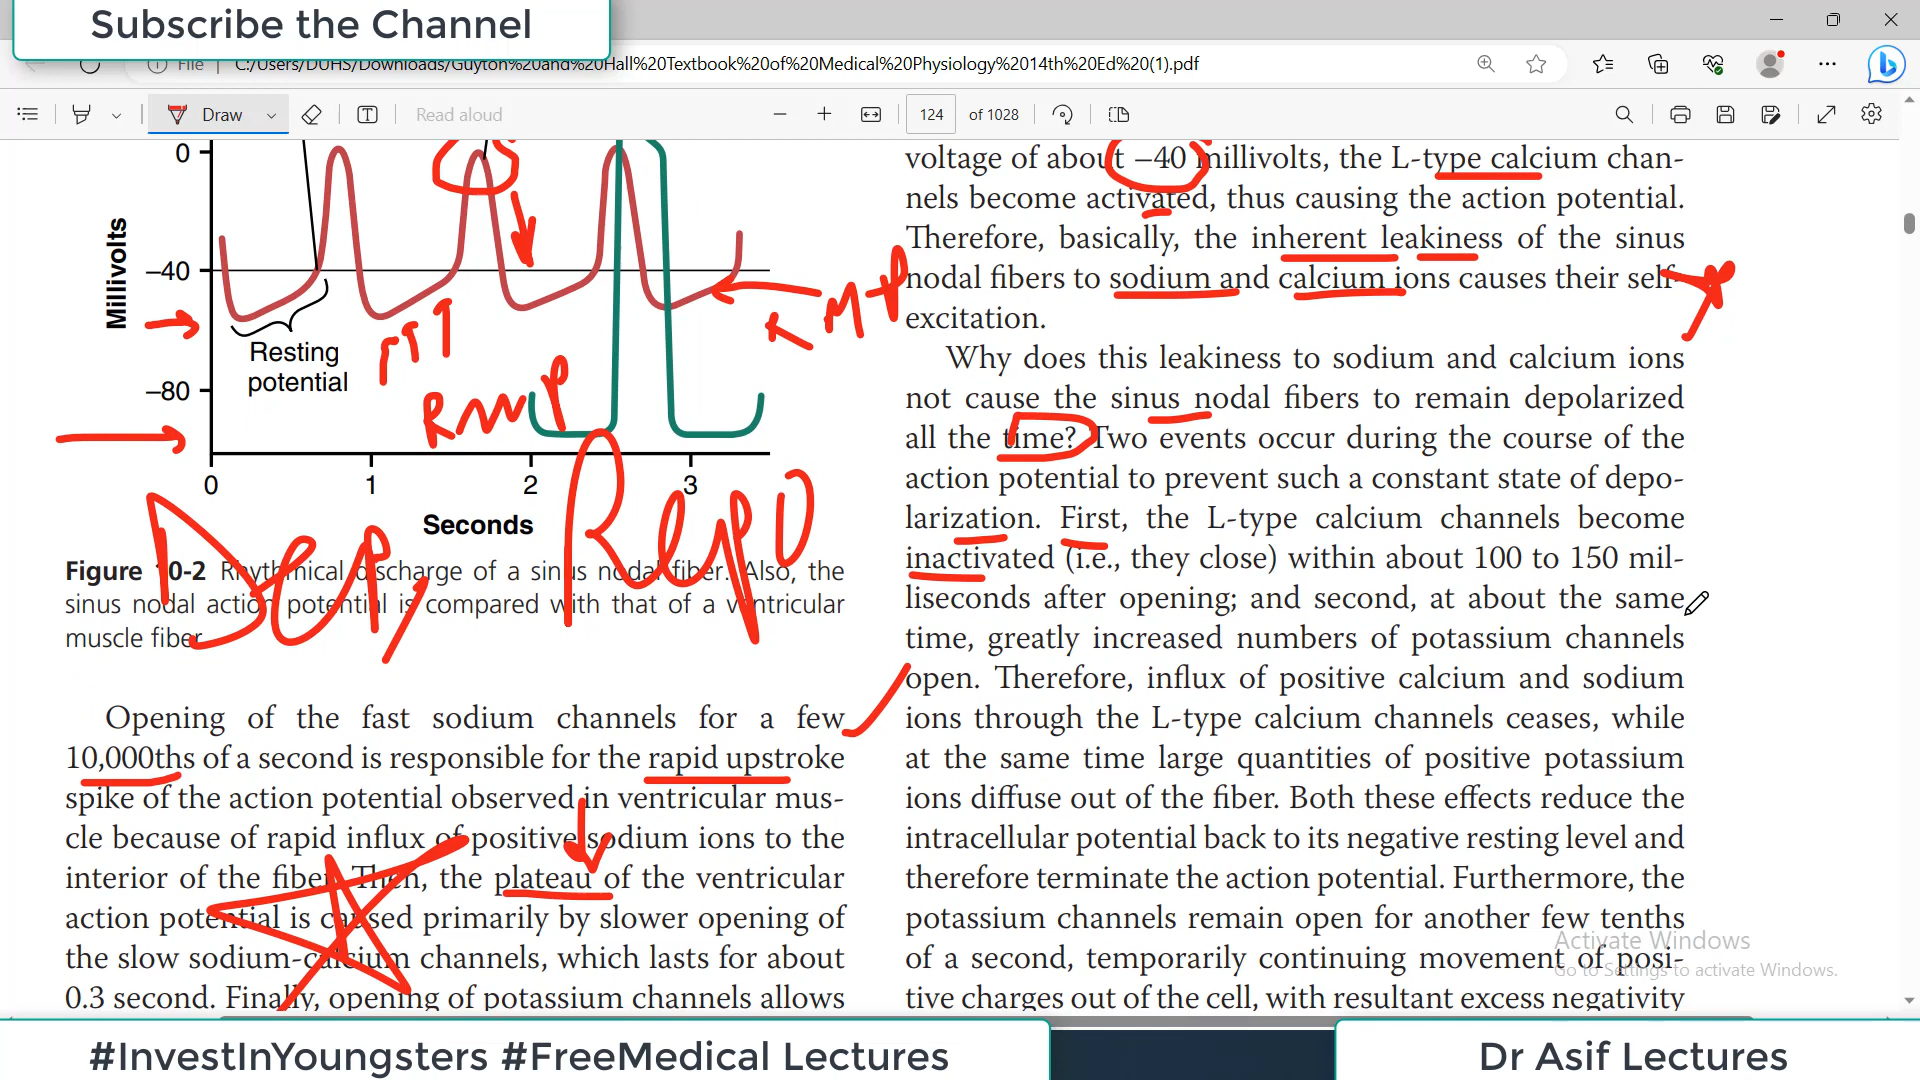 Subscribe the Channel
File
C:/Users/DUHS/Downloads/Guyton%20and%20Hall%20Textbook%20of%20Medical%20Physiology%2014th%20Ed%20(1).pdf
Draw
Read aloud
124 of 1028
0
–40
–80
Millivolts
Resting
potential
RMP
RMP
0 1 2 3
Seconds
Dep, Repo
Figure 10-2 Rhythmical discharge of a sinus nodal fiber. Also, the
sinus nodal action potential is compared with that of a ventricular
muscle fiber.
Opening of the fast sodium channels for a few
10,000ths of a second is responsible for the rapid upstroke
spike of the action potential observed in ventricular mus-
cle because of rapid influx of positive sodium ions to the
interior of the fiber. Then, the plateau of the ventricular
action potential is caused primarily by slower opening of
the slow sodium-calcium channels, which lasts for about
0.3 second. Finally, opening of potassium channels allows
voltage of about –40 millivolts, the L-type calcium chan-
nels become activated, thus causing the action potential.
Therefore, basically, the inherent leakiness of the sinus
nodal fibers to sodium and calcium ions causes their self-
excitation.
Why does this leakiness to sodium and calcium ions
not cause the sinus nodal fibers to remain depolarized
all the time? Two events occur during the course of the
action potential to prevent such a constant state of depo-
larization. First, the L-type calcium channels become
inactivated (i.e., they close) within about 100 to 150 mil-
liseconds after opening; and second, at about the same
time, greatly increased numbers of potassium channels
open. Therefore, influx of positive calcium and sodium
ions through the L-type calcium channels ceases, while
at the same time large quantities of positive potassium
ions diffuse out of the fiber. Both these effects reduce the
intracellular potential back to its negative resting level and
therefore terminate the action potential. Furthermore, the
potassium channels remain open for another few tenths
of a second, temporarily continuing movement of posi-
tive charges out of the cell, with resultant excess negativity
Activate Windows
Go to Settings to activate Windows.
#InvestInYoungsters #FreeMedical Lectures
Dr Asif Lectures